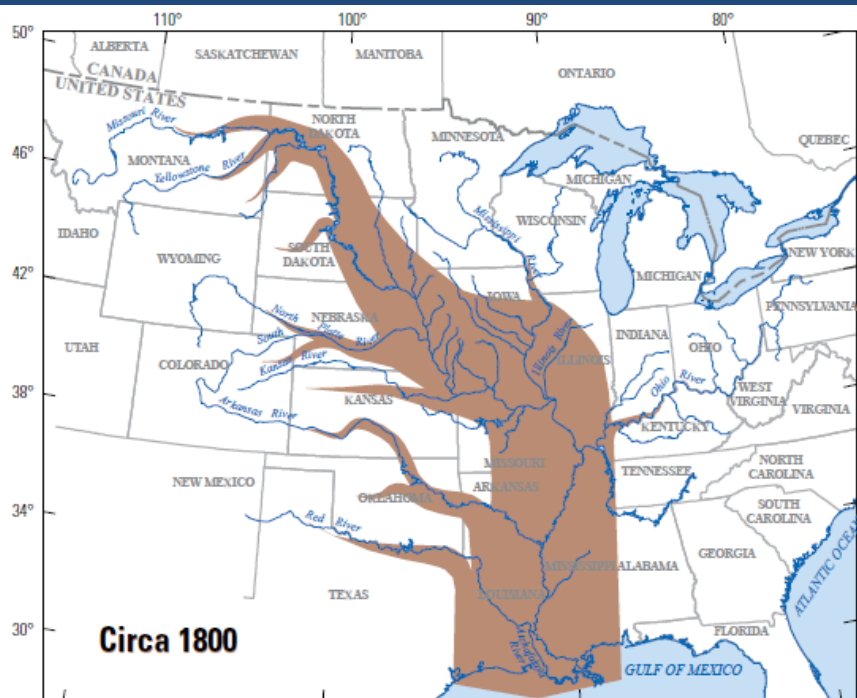 110°
100°
90°
80°
50°
ALBERTA
SASKATCHEWAN
MANITOBA
ONTARIO
QUEBEC
CANADA
UNITED STATES
46°
Missouri River
MONTANA
Yellowstone River
NORTH
DAKOTA
MINNESOTA
MICHIGAN
WISCONSIN
Mississippi
River
IDAHO
WYOMING
SOUTH
DAKOTA
MICHIGAN
NEW YORK
42°
IOWA
PENNSYLVANIA
North
Platte
River
South
NEBRASKA
Illinois River
ILLINOIS
INDIANA
OHIO
UTAH
COLORADO
Kansas River
Ohio River
WEST
VIRGINIA
VIRGINIA
38°
KANSAS
Arkansas River
MISSOURI
KENTUCKY
NEW MEXICO
OKLAHOMA
ARKANSAS
TENNESSEE
NORTH
CAROLINA
SOUTH
CAROLINA
34°
Red River
TEXAS
LOUISIANA
MISSISSIPPI
ALABAMA
GEORGIA
ATLANTIC OCEAN
30°
Circa 1800
Atchafalaya
River
FLORIDA
GULF OF MEXICO